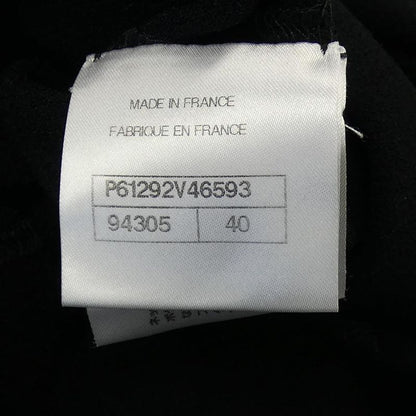 MADE IN FRANCE
FABRIQUE EN FRANCE
P61292V46593
94305 40